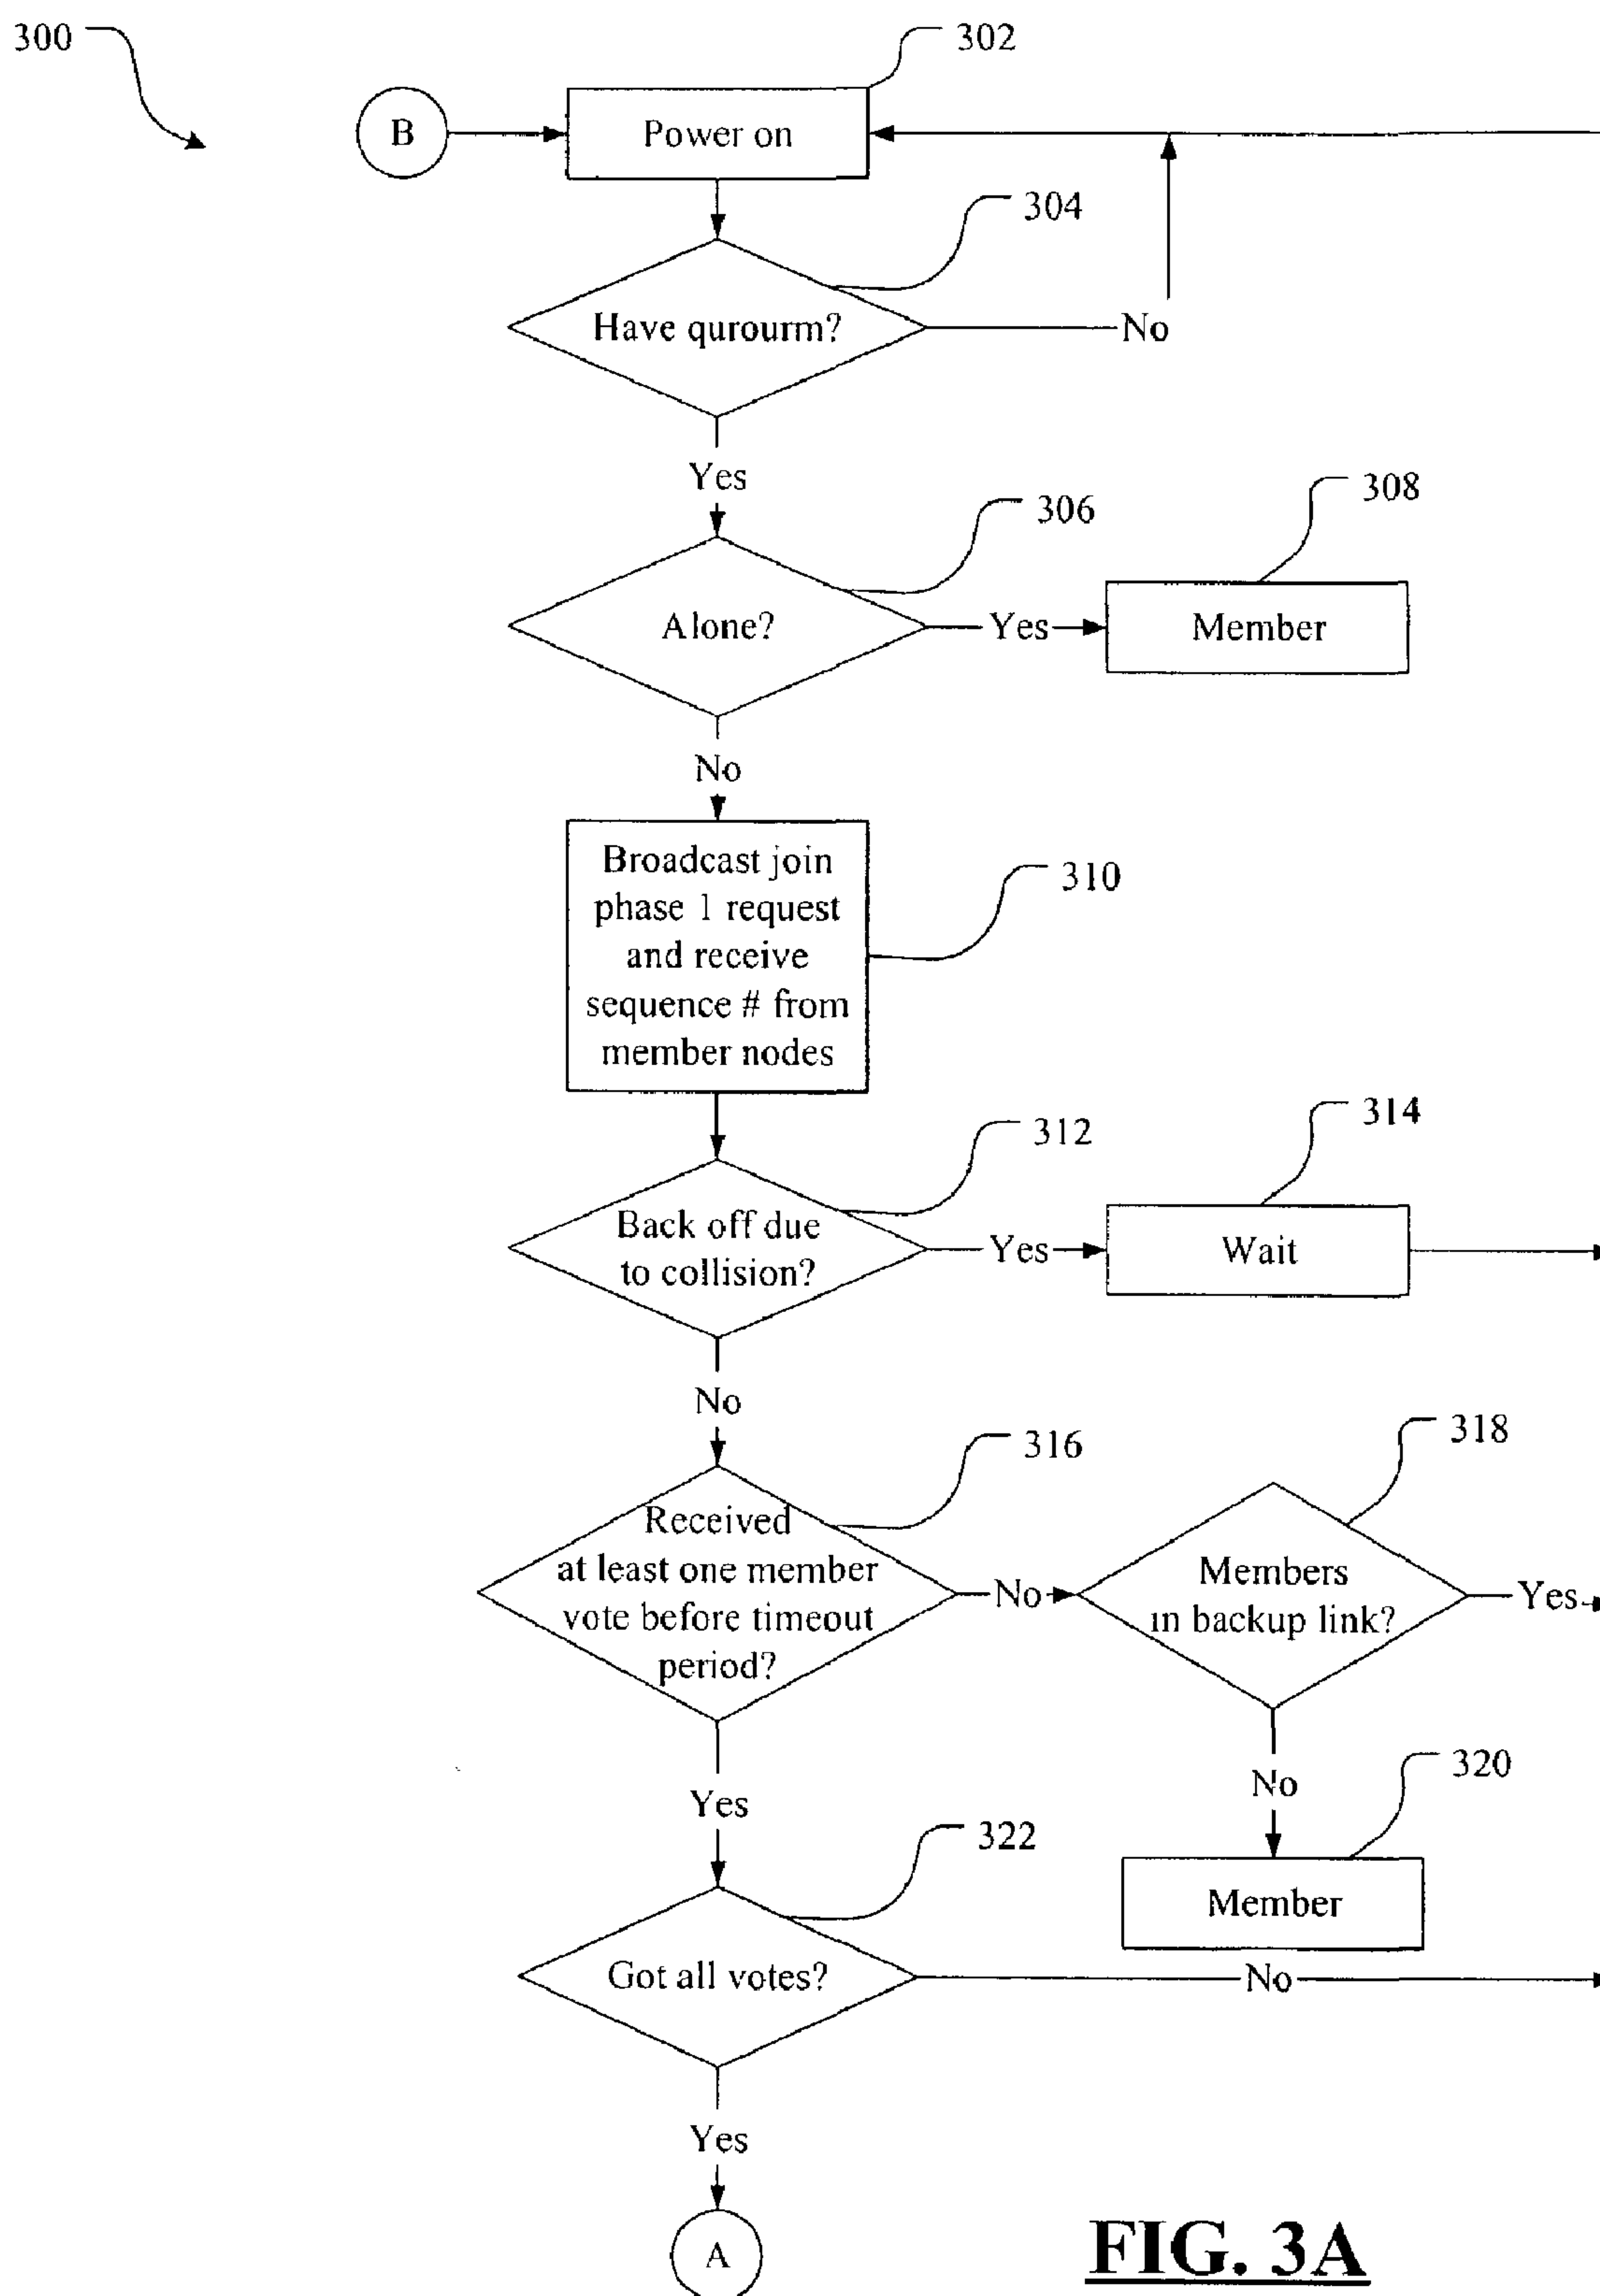 300
302
B
Power on
304
Have qurourm?
No
Yes
306
308
Alone?
Yes
Member
No
Broadcast join
phase 1 request
and receive
sequence # from
member nodes
310
312
314
Back off due
to collision?
Yes
Wait
No
316
318
Received
at least one member
vote before timeout
period?
No
Members
in backup link?
Yes
Yes
No
320
322
Member
Got all votes?
No
Yes
A
FIG. 3A